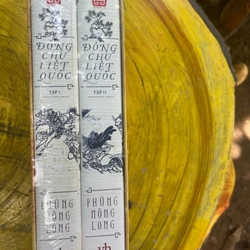 ĐÔNG CHU
LIỆT QUỐC
TẬP I
PHÙNG
MỘNG
LONG
ĐÔNG CHU
LIỆT QUỐC
TẬP II
PHÙNG
MỘNG
LONG